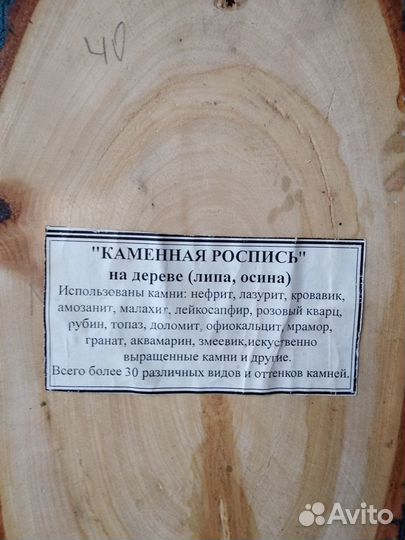 40
"КАМЕННАЯ РОСПИСЬ"
на дереве (липа, осина)
Использованы камни: нефрит, лазурит, кровавик,
амозанит, малахит, лейкосапфир, розовый кварц,
рубин, топаз, доломит, офиокальцит, мрамор,
гранат, аквамарин, змеевик,искуственно
выращенные камни и другие.
Всего более 30 различных видов и оттенков камней.
Avito